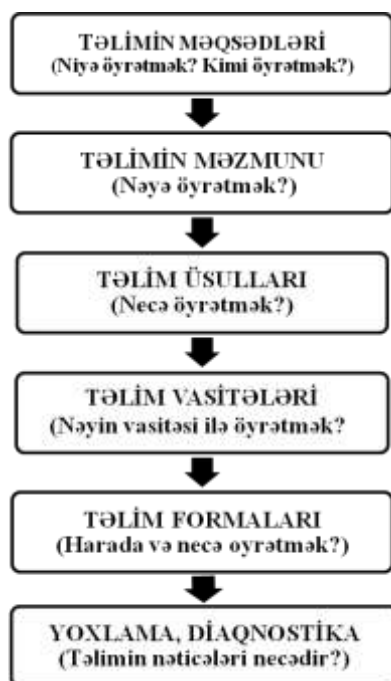 TƏLİMİN MƏQSƏDLƏRİ
(Niyə öyrətmək? Kimi öyrətmək?)
TƏLİMİN MƏZMUNU
(Nəyə öyrətmək?)
TƏLİM ÜSULLARI
(Necə öyrətmək?)
TƏLİM VASİTƏLƏRİ
(Nəyin vasitəsi ilə öyrətmək?
TƏLİM FORMALARI
(Harada və necə oyrətmək?)
YOXLAMA, DİAQNOSTİKA
(Təlimin nəticələri necədir?)